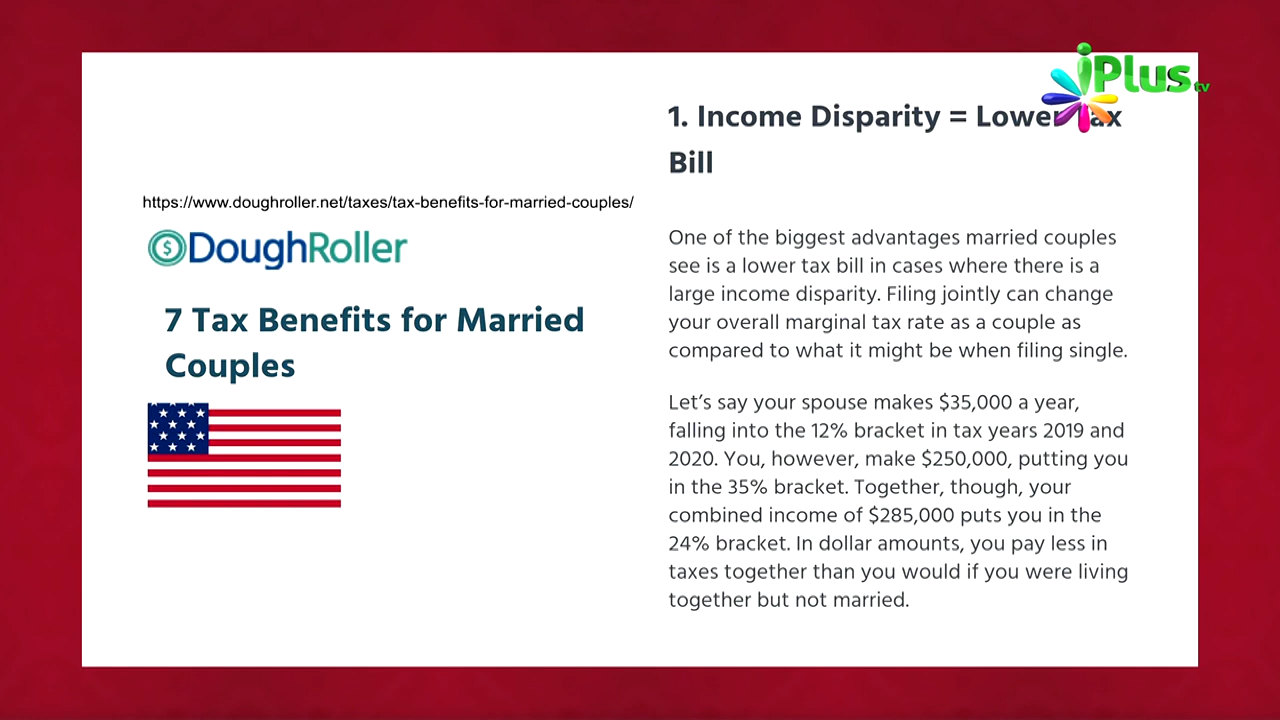 iPlus tv
https://www.doughroller.net/taxes/tax-benefits-for-married-couples/
DoughRoller
7 Tax Benefits for Married
Couples
1. Income Disparity = Lower Tax
Bill
One of the biggest advantages married couples
see is a lower tax bill in cases where there is a
large income disparity. Filing jointly can change
your overall marginal tax rate as a couple as
compared to what it might be when filing single.
Let’s say your spouse makes $35,000 a year,
falling into the 12% bracket in tax years 2019 and
2020. You, however, make $250,000, putting you
in the 35% bracket. Together, though, your
combined income of $285,000 puts you in the
24% bracket. In dollar amounts, you pay less in
taxes together than you would if you were living
together but not married.